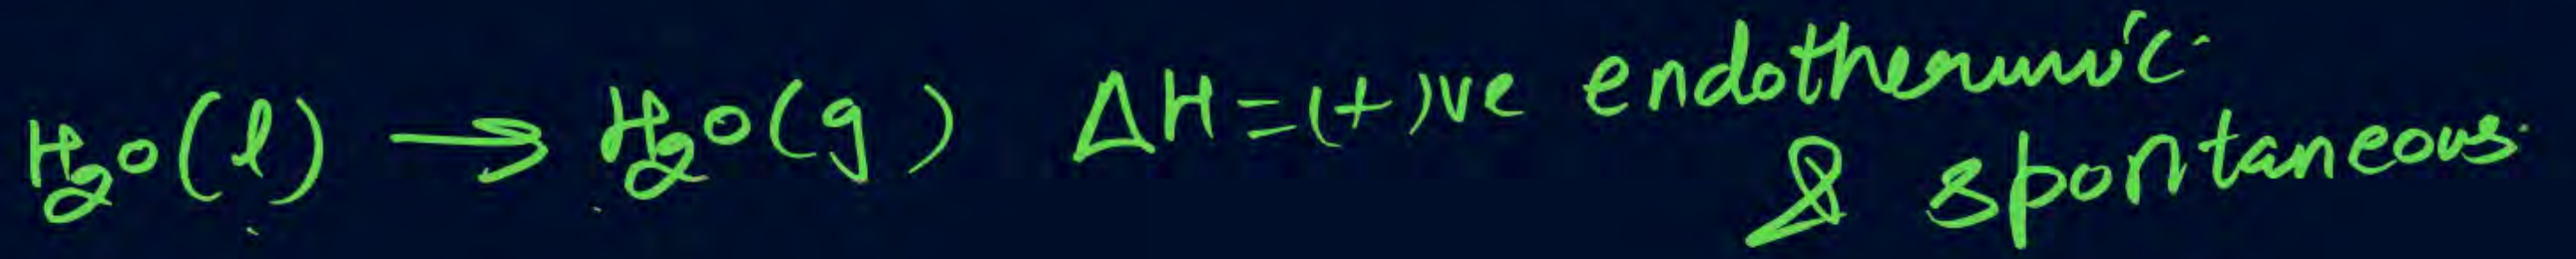 H₂O(l) → H₂O(g) ΔH=(+)ve endothermic
& spontaneous.